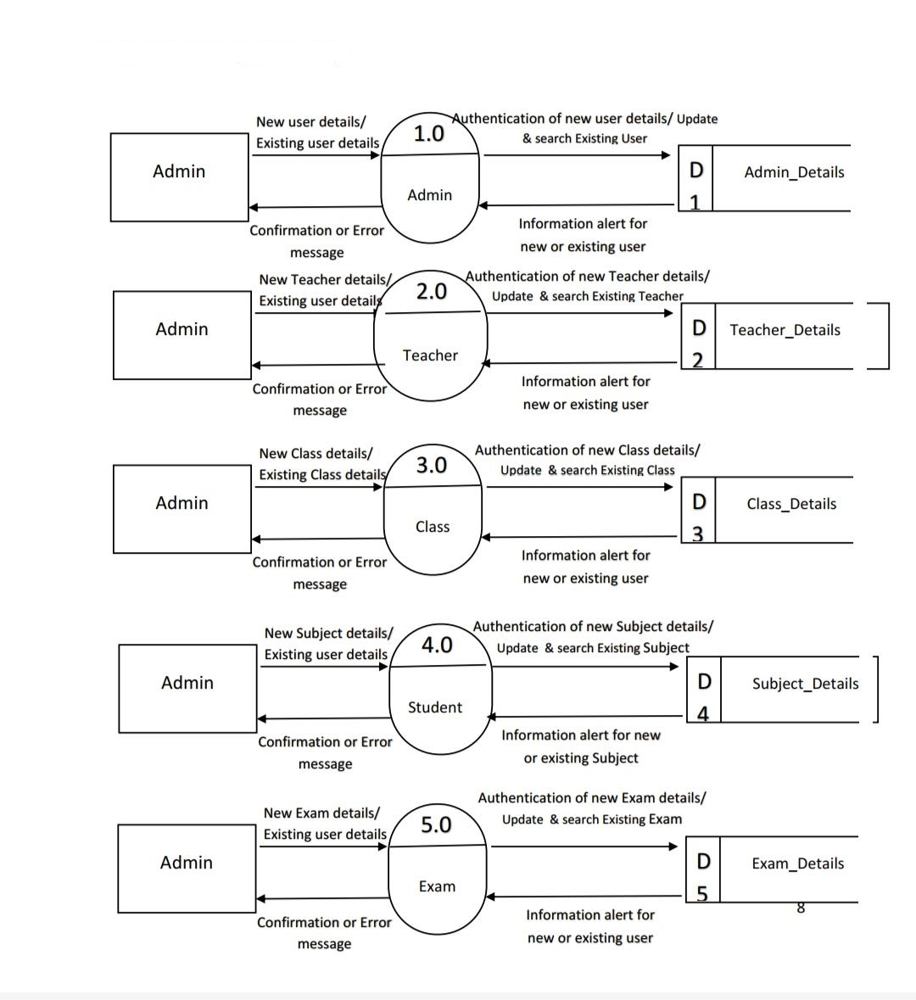 New user details/
Existing user details
Admin
1.0
Admin
Authentication of new user details/ Update
& search Existing User
D
1
Admin_Details
Confirmation or Error
message
Information alert for
new or existing user
New Teacher details/
Existing user details
Admin
2.0
Teacher
Authentication of new Teacher details/
Update & search Existing Teacher
D
2
Teacher_Details
Confirmation or Error
message
Information alert for
new or existing user
New Class details/
Existing Class details
Admin
3.0
Class
Authentication of new Class details/
Update & search Existing Class
D
3
Class_Details
Confirmation or Error
message
Information alert for
new or existing user
New Subject details/
Existing user details
Admin
4.0
Student
Authentication of new Subject details/
Update & search Existing Subject
D
4
Subject_Details
Confirmation or Error
message
Information alert for new
or existing Subject
New Exam details/
Existing user details
Admin
5.0
Exam
Authentication of new Exam details/
Update & search Existing Exam
D
5
Exam_Details
8
Confirmation or Error
message
Information alert for
new or existing user